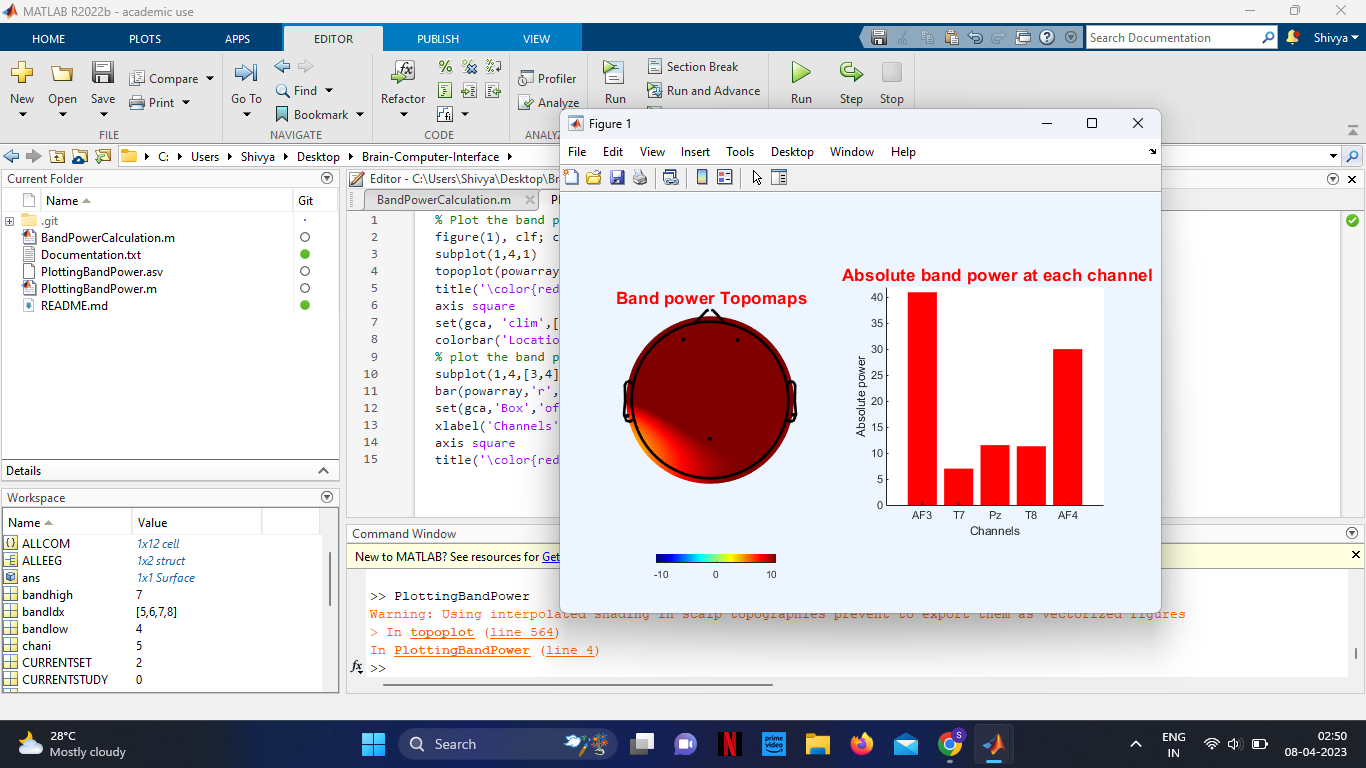 MATLAB R2022b - academic use
HOME PLOTS APPS EDITOR PUBLISH VIEW
Search Documentation
Shivya
New Open Save Compare Print
Go To Find Bookmark
Refactor
Profiler
Analyze
Run
Section Break
Run and Advance
Run Step Stop
FILE NAVIGATE CODE
C: Users Shivya Desktop Brain-Computer-Interface
Current Folder
Name Git
.git
BandPowerCalculation.m
Documentation.txt
PlottingBandPower.asv
PlottingBandPower.m
README.md
Details
Workspace
Name Value
ALLCOM 1x12 cell
ALLEEG 1x2 struct
ans 1x1 Surface
bandhigh 7
bandIdx [5,6,7,8]
bandlow 4
chani 5
CURRENTSET 2
CURRENTSTUDY 0
Editor - C:\Users\Shivya\Desktop\Br
BandPowerCalculation.m
1 % Plot the band p
2 figure(1), clf; c
3 subplot(1,4,1)
4 topoplot(powarray
5 title('\color{red
6 axis square
7 set(gca, 'clim',[
8 colorbar('Locatio
9 % plot the band p
10 subplot(1,4,[3,4]
11 bar(powarray,'r',
12 set(gca,'Box','of
13 xlabel('Channels'
14 axis square
15 title('\color{red
Figure 1
File Edit View Insert Tools Desktop Window Help
Band power Topomaps
-10 0 10
Absolute band power at each channel
Absolute power
40
35
30
25
20
15
10
5
0
AF3 T7 Pz T8 AF4
Channels
Command Window
New to MATLAB? See resources for Get
>> PlottingBandPower
Warning: Using interpolated shading in scalp topographies prevent to export them as vectorized figures
> In topoplot (line 564)
In PlottingBandPower (line 4)
fx >>
28°C
Mostly cloudy
Search
prime video
N
S
ENG
IN
02:50
08-04-2023